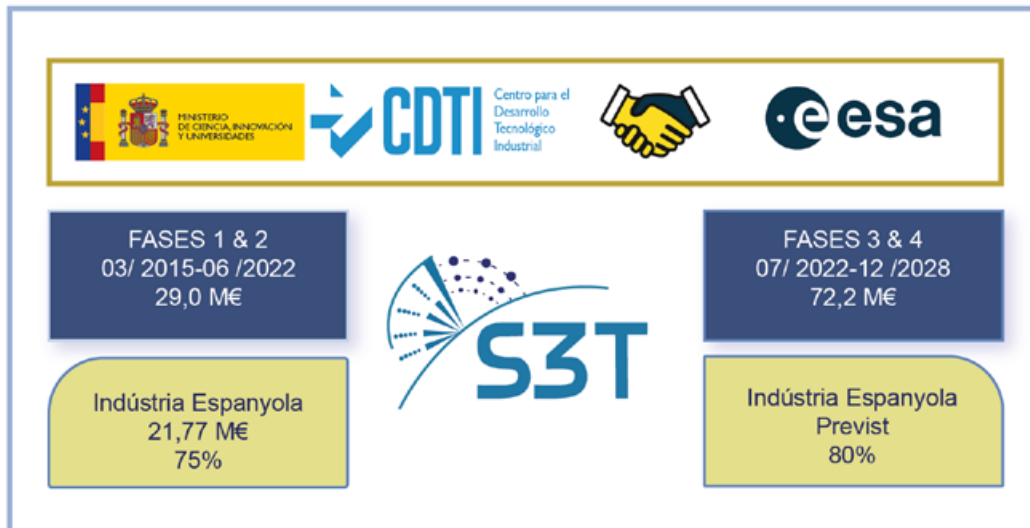 MINISTERIO
DE CIENCIA, INNOVACIÓN
Y UNIVERSIDADES
CDTI
Centro para el
Desarrollo
Tecnológico
Industrial
esa
FASES 1 & 2
03/ 2015-06 /2022
29,0 M€
Indústria Espanyola
21,77 M€
75%
S3T
FASES 3 & 4
07/ 2022-12 /2028
72,2 M€
Indústria Espanyola
Previst
80%